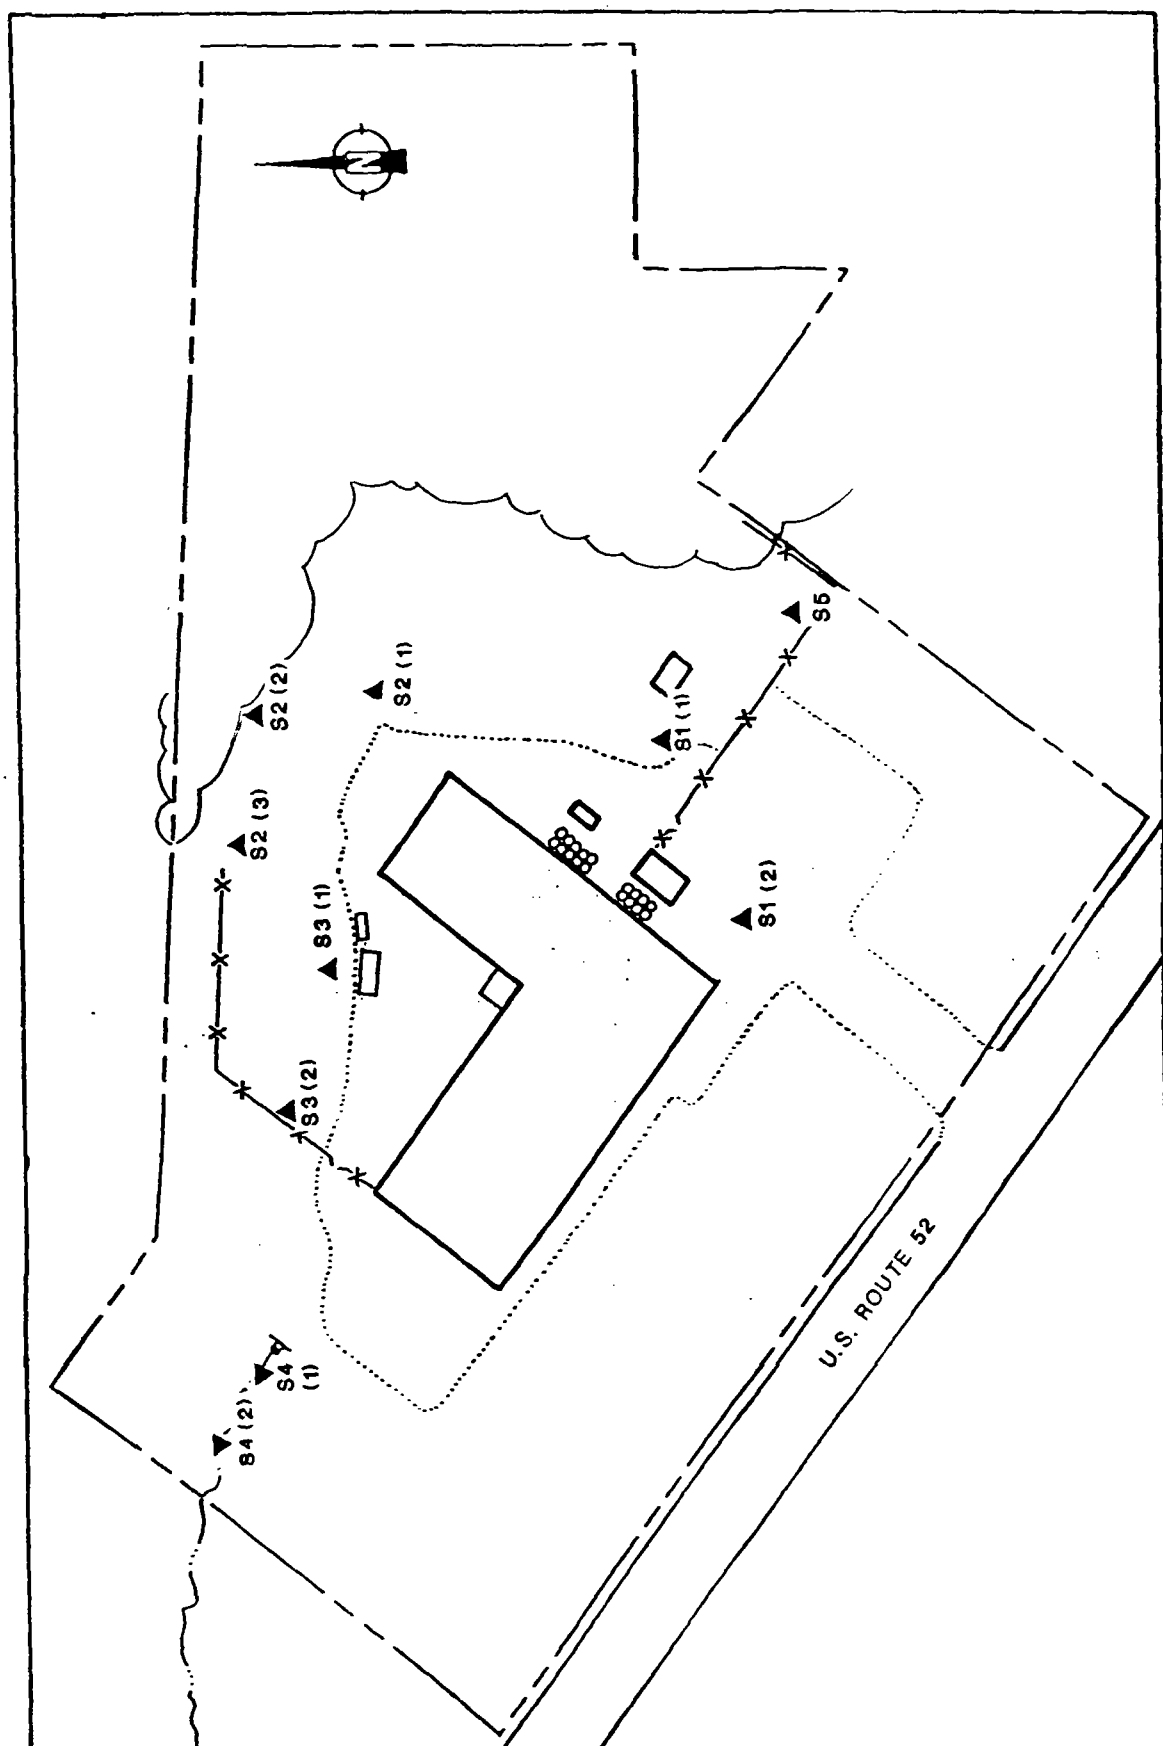 N
S2 (2)
S2 (1)
S5
S1 (1)
S2 (3)
S3 (1)
S1 (2)
S3 (2)
S4
(1)
S4 (2)
U.S. ROUTE 52